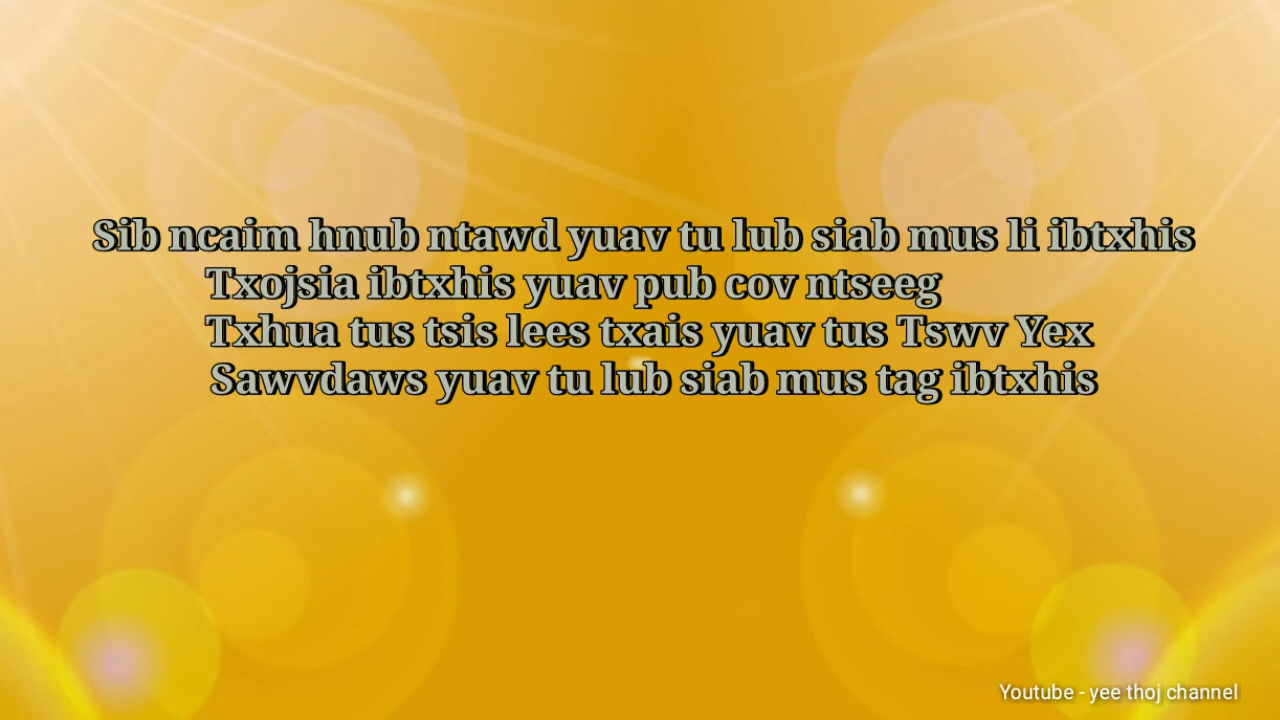 Sib ncaim hnub ntawd yuav tu lub siab mus li ibtxhis
Txojsia ibtxhis yuav pub cov ntseeg
Txhua tus tsis lees txais yuav tus Tswv Yex
Sawvdaws yuav tu lub siab mus tag ibtxhis
Youtube - yee thoj channel